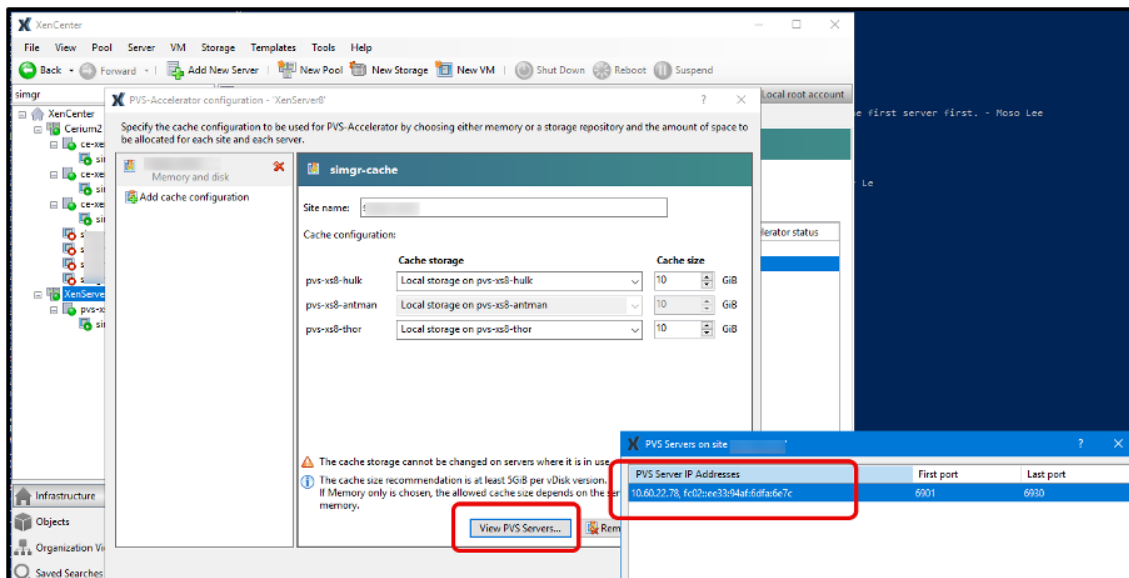 XenCenter
File View Pool Server VM Storage Templates Tools Help
Back Forward Add New Server New Pool New Storage New VM Shut Down Reboot Suspend
simgr
Local root account
PVS-Accelerator configuration - 'XenServer8' ? X
Specify the cache configuration to be used for PVS-Accelerator by choosing either memory or a storage repository and the amount of space to
be allocated for each site and each server.
XenCenter
Cerium2
ce-xe
ce-xe
ce-xe
XenServe
pvs-x
Memory and disk
Add cache configuration
simgr-cache
Site name:
Cache configuration:
Cache storage Cache size
pvs-xs8-hulk Local storage on pvs-xs8-hulk 10 GiB
pvs-xs8-antman Local storage on pvs-xs8-antman 10 GiB
pvs-xs8-thor Local storage on pvs-xs8-thor 10 GiB
The cache storage cannot be changed on servers where it is in use
The cache size recommendation is at least 5GiB per vDisk version.
If Memory only is chosen, the allowed cache size depends on the ser
memory.
View PVS Servers... Rem
e first server first. - Moso Lee
Le
lerator status
PVS Servers on site ' ? X
PVS Server IP Addresses First port Last port
10.60.22.78, fc02::ee33:94af:6dfa:6e7c 6901 6930
Infrastructure
Objects
Organization Vi
Saved Searches